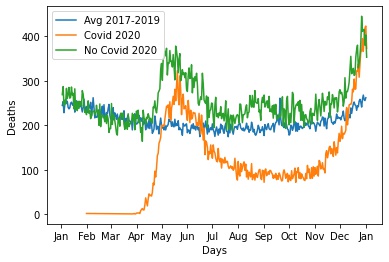 Avg 2017-2019
Covid 2020
No Covid 2020
Deaths
400
300
200
100
0
Jan Feb Mar Apr May Jun Jul Aug Sep Oct Nov Dec Jan
Days